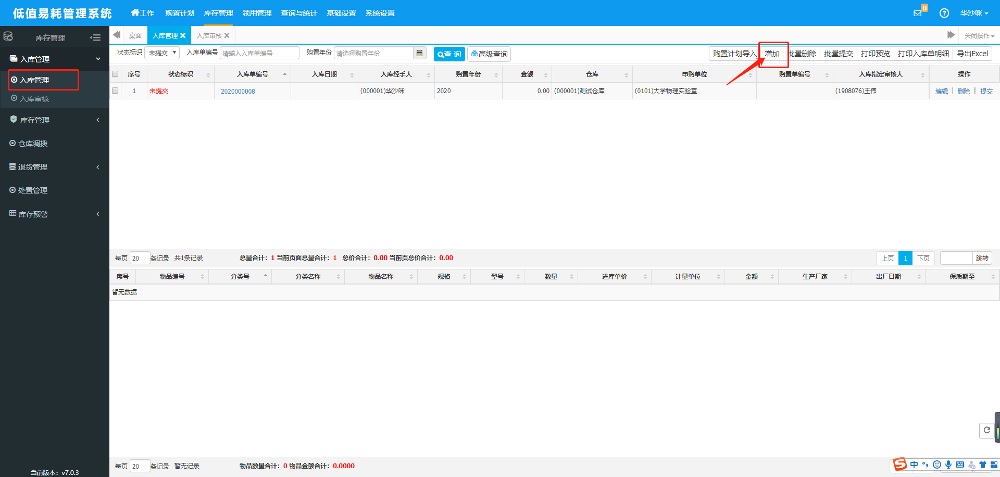 低值易耗管理系统
工作 购置计划 库存管理 领用管理 查询与统计 基础设置 系统设置
0
华沙咪
库存管理
桌面 入库管理 入库审核
关闭操作
入库管理
入库管理
入库审核
库存管理
仓库调拨
退货管理
处置管理
库存预警
当前版本：v7.0.3
状态标识 未提交 入库单编号 请输入入库单编号 购置年份 请选择购置年份 查 询 高级查询
购置计划导入 增加 批量删除 批量提交 打印预览 打印入库单明细 导出Excel
序号 状态标识 入库单编号 入库日期 入库经手人 购置年份 金额 仓库 申购单位 购置单编号 入库指定审核人 操作
1 未提交 2020000008 (000001)华沙咪 2020 0.00 (000001)测试仓库 (0101)大学物理实验室 (1908076)王伟 编辑 | 删除 | 提交
每页 20 条记录 共1条记录 总量合计：1 当前页面总量合计：1 总价合计：0.00 当前页总价合计：0.00
上页 1 下页 跳转
序号 物品编号 分类号 分类名称 物品名称 规格 型号 数量 进库单价 计量单位 金额 生产厂家 出厂日期 保质期至
暂无数据
每页 20 条记录 暂无记录 物品数量合计：0 物品金额合计：0.0000
S 中